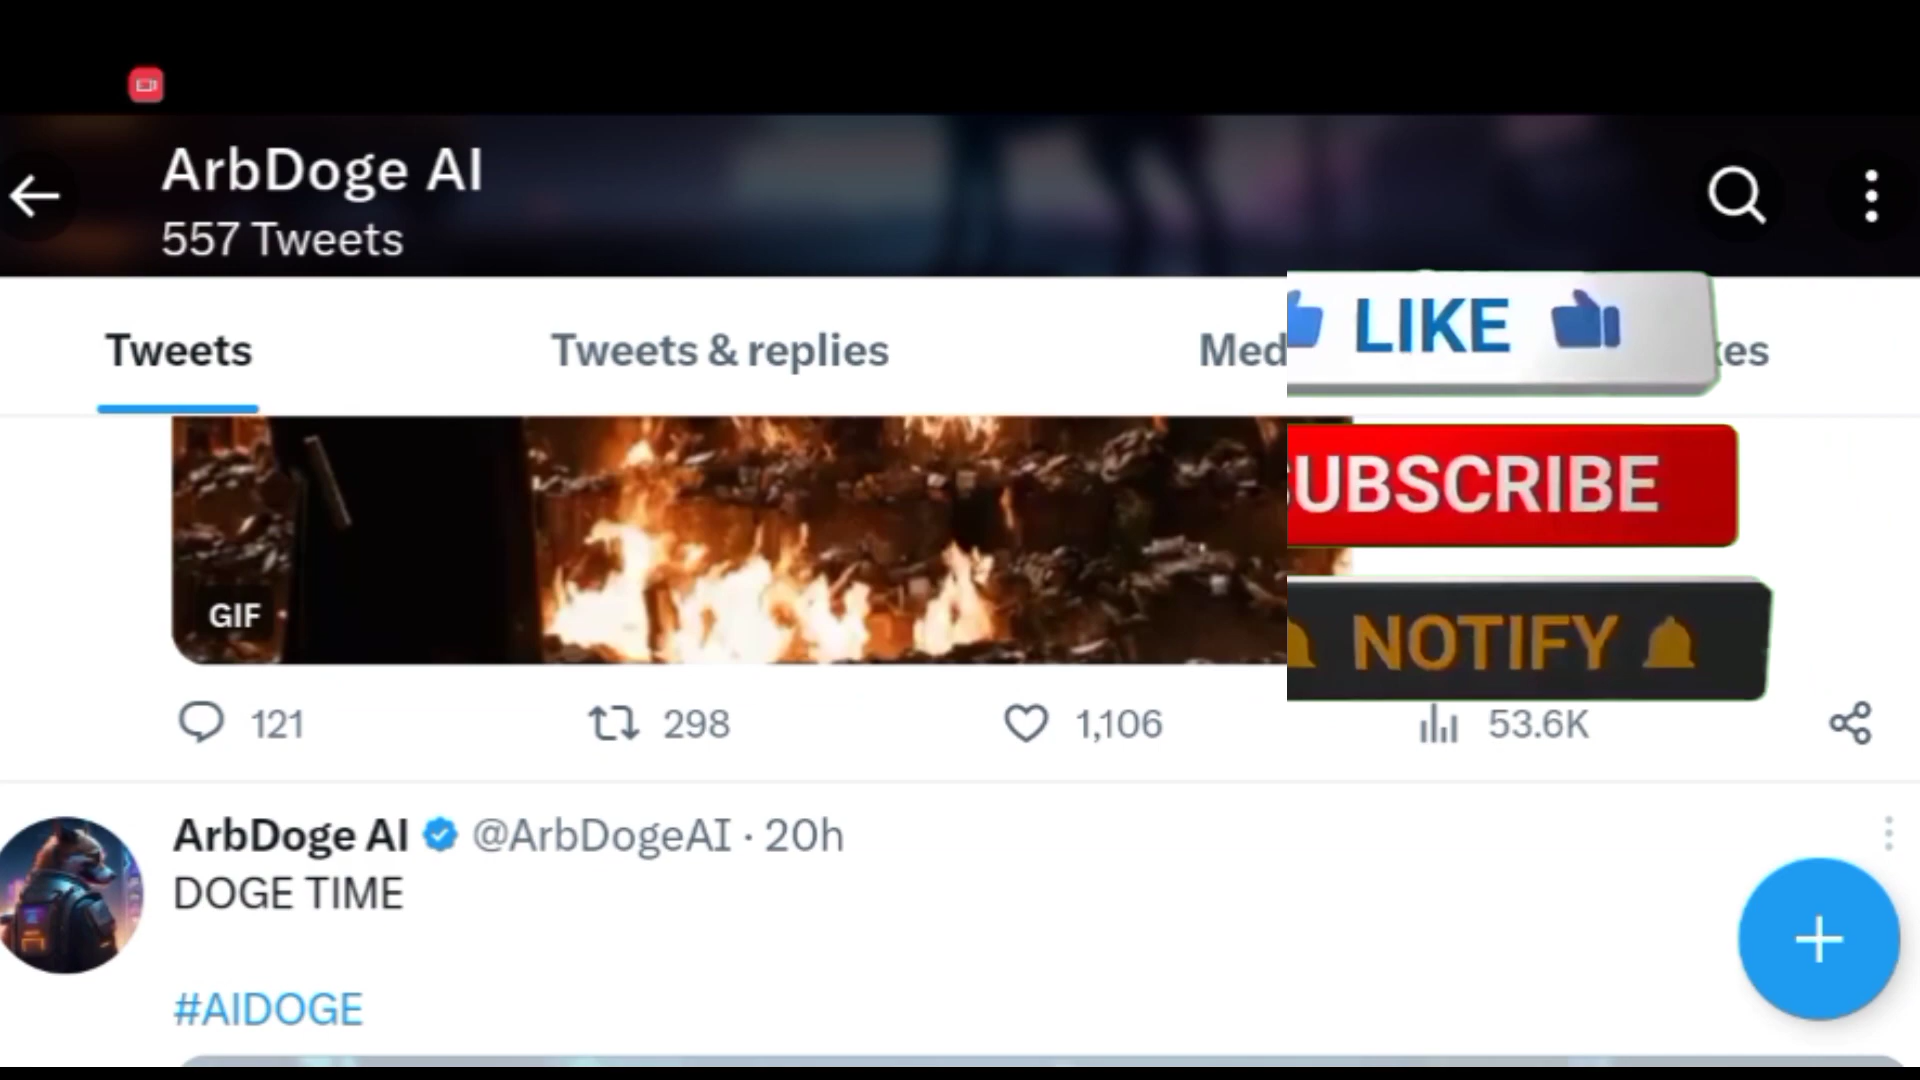 ArbDoge AI
557 Tweets
Tweets
Tweets & replies
Med
LIKE
kes
UBSCRIBE
GIF
NOTIFY
121
298
1,106
53.6K
ArbDoge AI @ArbDogeAI · 20h
DOGE TIME
#AIDOGE